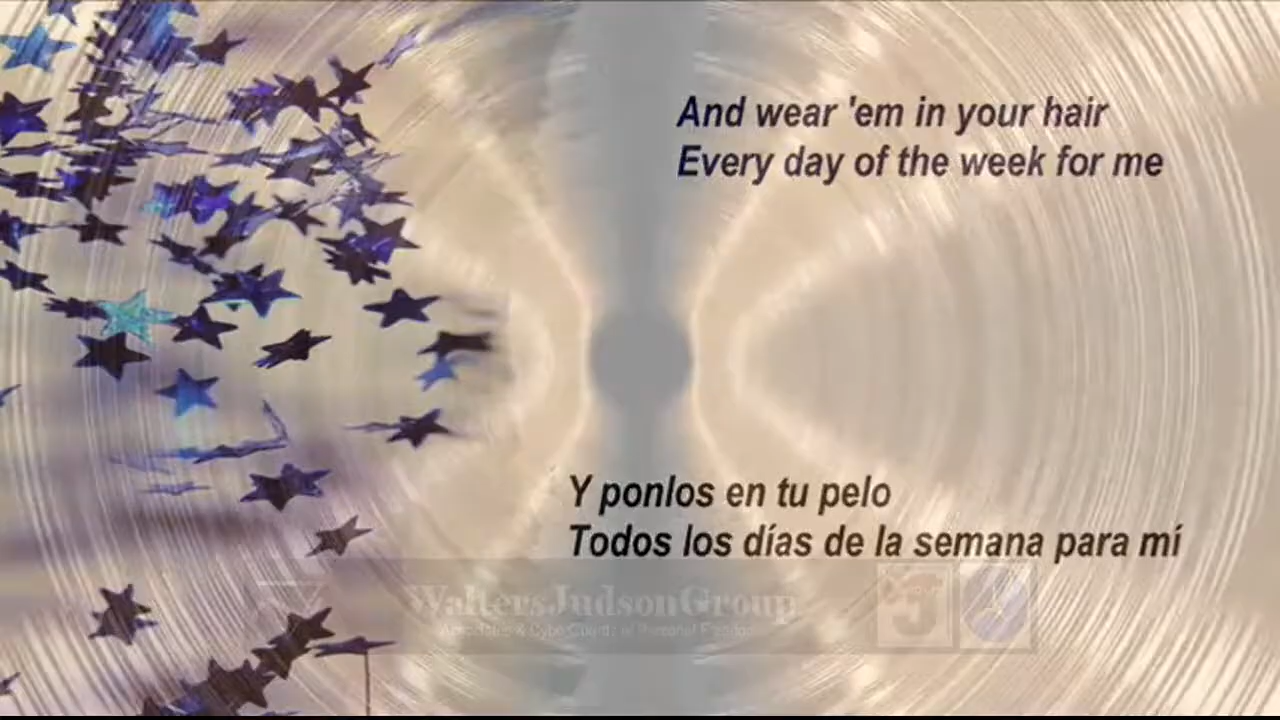 And wear 'em in your hair
Every day of the week for me
Y ponlos en tu pelo
Todos los días de la semana para mí
WaltersJudsonGroup